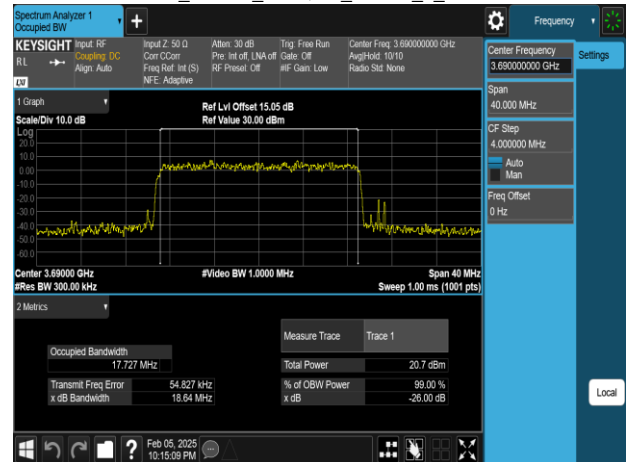 Spectrum Analyzer 1
Occupied BW
Frequency
KEYSIGHT
RL
LXI
Input: RF
Coupling: DC
Align: Auto
Input Z: 50 Ω
Corr CCorr
Freq Ref: Int (S)
NFE: Adaptive
Atten: 30 dB
Pre: Int off, LNA off
RF Presel: Off
Trig: Free Run
Gate: Off
#IF Gain: Low
Center Freq: 3.690000000 GHz
Avg|Hold: 10/10
Radio Std: None
Center Frequency
3.690000000 GHz
Settings
Span
40.000 MHz
CF Step
4.000000 MHz
Auto
Man
Freq Offset
0 Hz
Local
1 Graph
Scale/Div 10.0 dB
Ref Lvl Offset 15.05 dB
Ref Value 30.00 dBm
Log
20.0
10.0
0.00
-10.0
-20.0
-30.0
-40.0
-50.0
-60.0
Center 3.69000 GHz
#Res BW 300.00 kHz
#Video BW 1.0000 MHz
Span 40 MHz
Sweep 1.00 ms (1001 pts)
2 Metrics
Measure Trace Trace 1
Occupied Bandwidth
17.727 MHz
Total Power 20.7 dBm
Transmit Freq Error 54.827 kHz
% of OBW Power 99.00 %
x dB Bandwidth 18.64 MHz
x dB -26.00 dB
?
Feb 05, 2025
10:15:09 PM